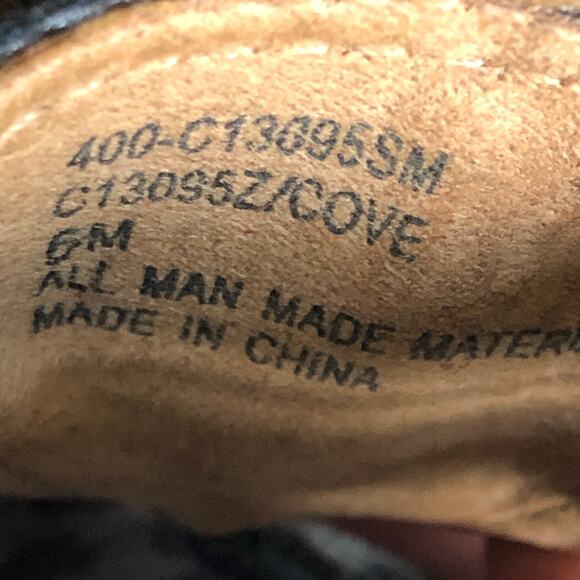 400-C13095SM
C13095Z/COVE
6M
ALL MAN MADE
MADE IN CHINA